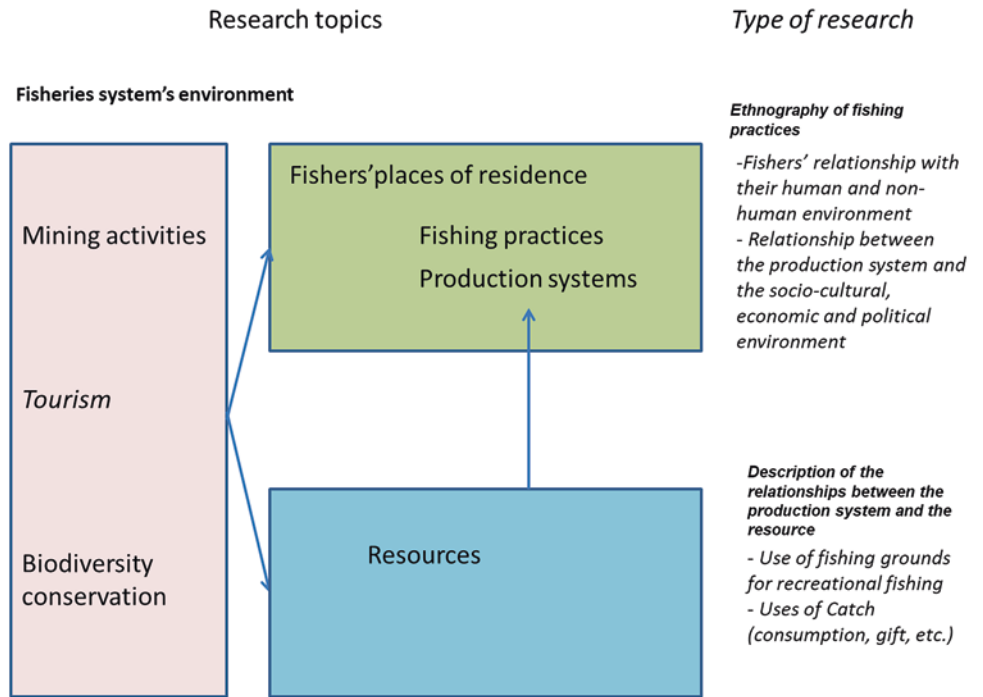 Research topics
Type of research
Fisheries system's environment
Mining activities
Tourism
Biodiversity
conservation
Fishers'places of residence
Fishing practices
Production systems
Resources
Ethnography of fishing
practices
-Fishers' relationship with
their human and non-
human environment
- Relationship between
the production system and
the socio-cultural,
economic and political
environment
Description of the
relationships between the
production system and the
resource
- Use of fishing grounds
for recreational fishing
- Uses of Catch
(consumption, gift, etc.)